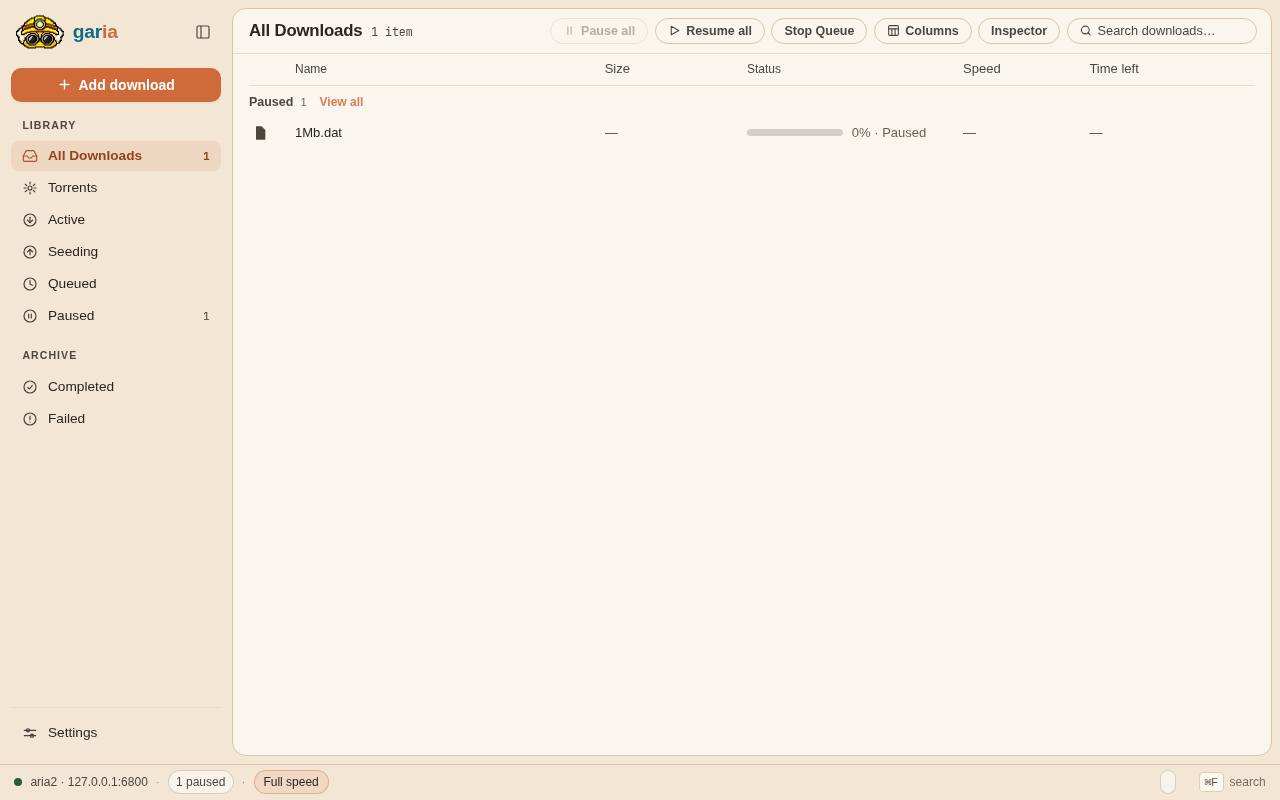 garia
All Downloads 1 item
Pause all
Resume all
Stop Queue
Columns
Inspector
Search downloads…
Add download
Name
Size
Status
Speed
Time left
Paused 1 View all
1Mb.dat — 0% · Paused — —
LIBRARY
All Downloads 1
Torrents
Active
Seeding
Queued
Paused 1
ARCHIVE
Completed
Failed
Settings
aria2 · 127.0.0.1:6800 · 1 paused · Full speed
⌘F search